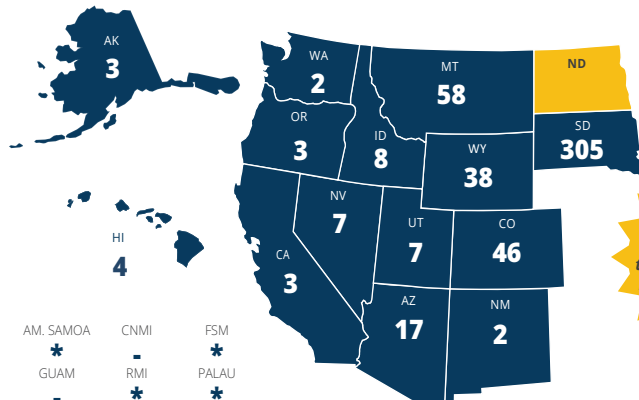 AK
3
WA
2
MT
58
ND
OR
3
ID
8
SD
305
WY
38
NV
7
UT
7
CO
46
HI
4
CA
3
AZ
17
NM
2
AM. SAMOA CNMI FSM
* - *
GUAM RMI PALAU
- * *